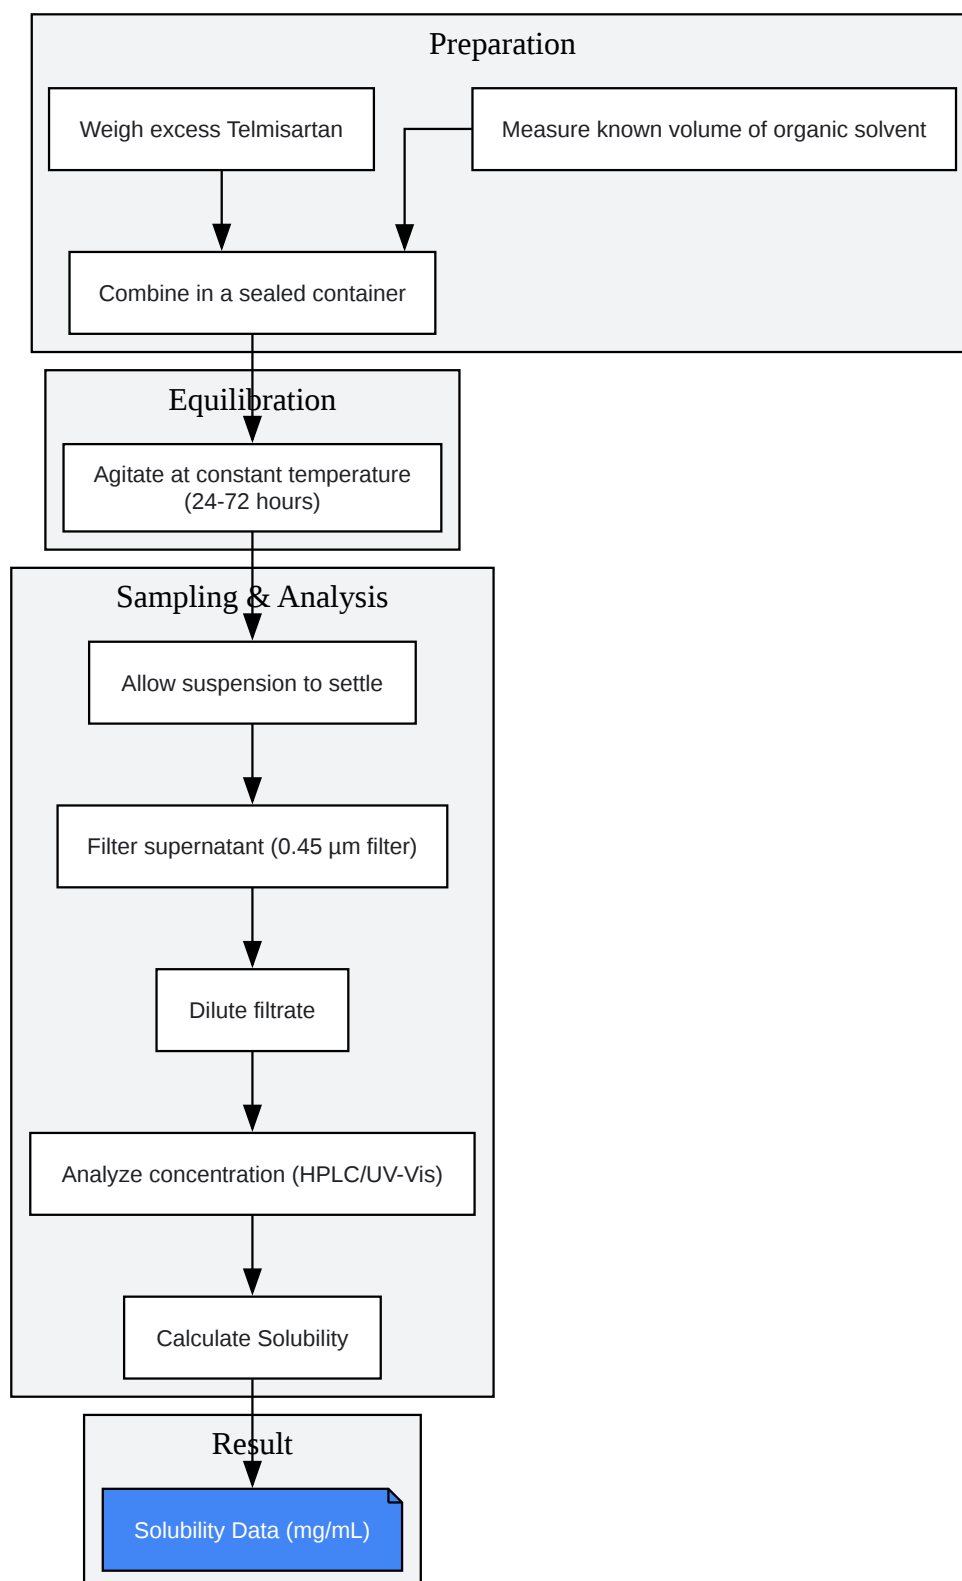 Preparation
Weigh excess Telmisartan
Measure known volume of organic solvent
Combine in a sealed container
Equilibration
Agitate at constant temperature
(24-72 hours)
Sampling & Analysis
Allow suspension to settle
Filter supernatant (0.45 µm filter)
Dilute filtrate
Analyze concentration (HPLC/UV-Vis)
Calculate Solubility
Result
Solubility Data (mg/mL)